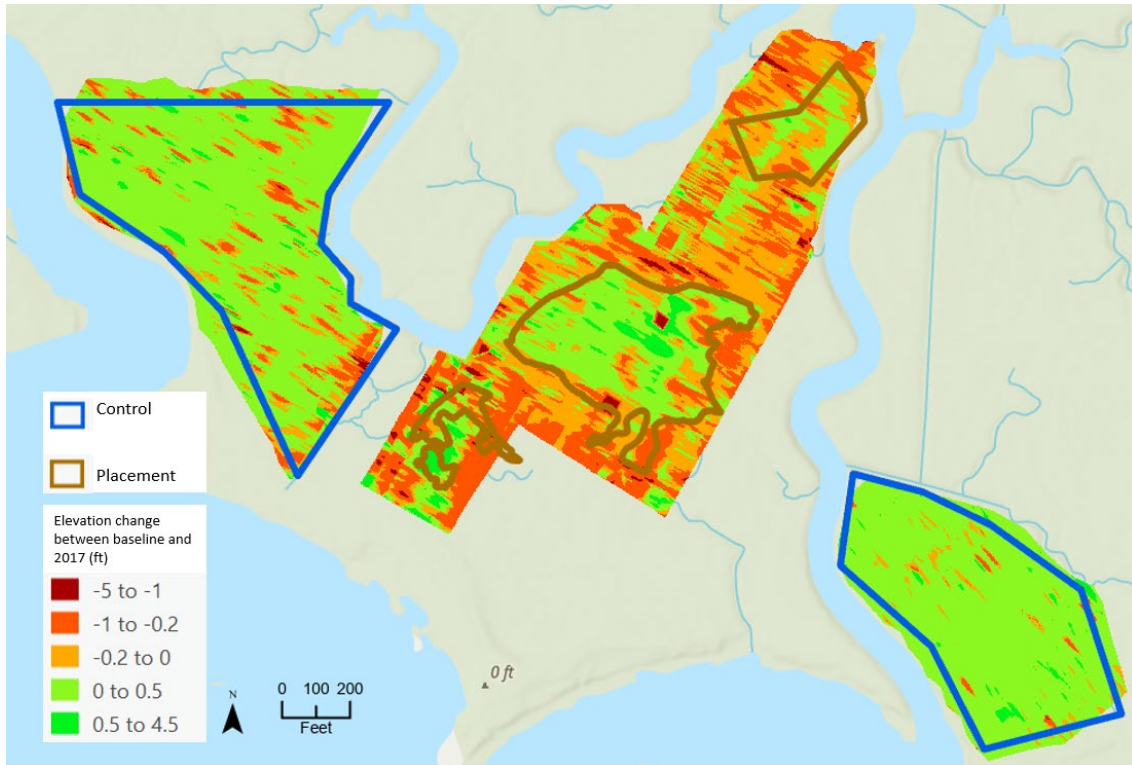 Control
Placement
Elevation change
between baseline and
2017 (ft)
-5 to -1
-1 to -0.2
-0.2 to 0
0 to 0.5
0.5 to 4.5
N
0 100 200
Feet
0 ft